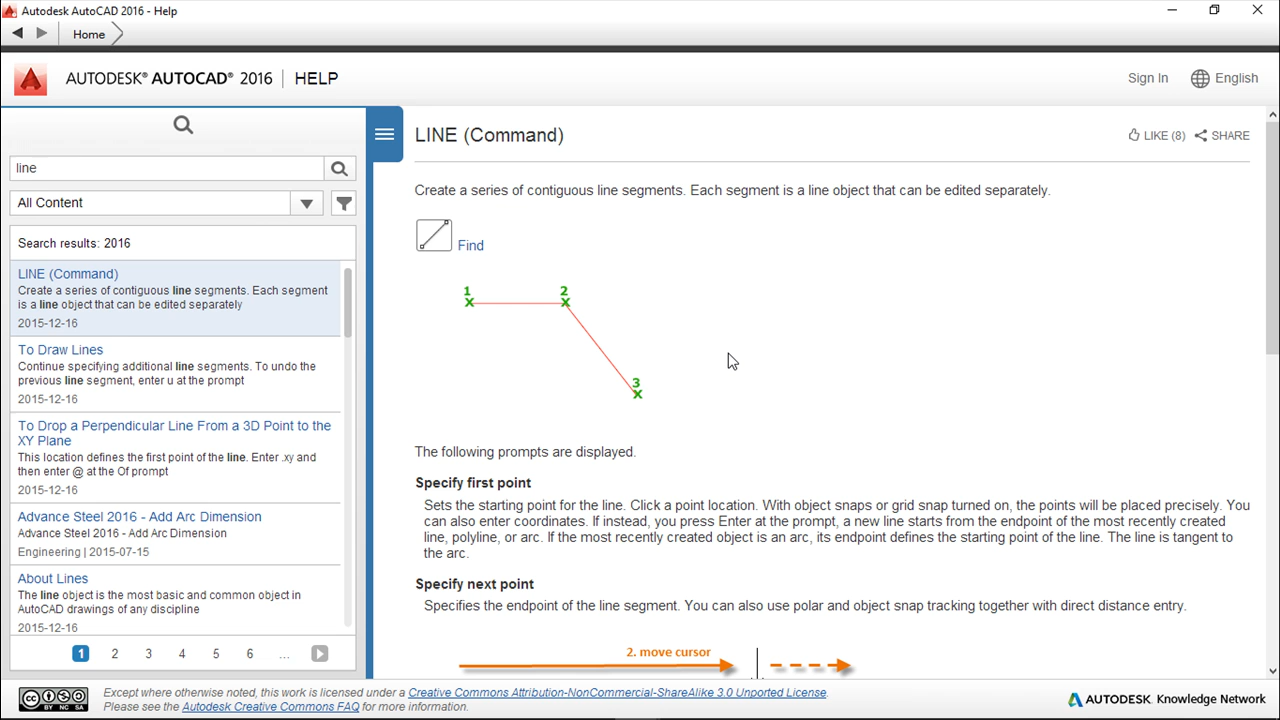 Autodesk AutoCAD 2016 - Help
Home
AUTODESK® AUTOCAD® 2016 | HELP
Sign In
English
line
All Content
Search results: 2016
LINE (Command)
Create a series of contiguous line segments. Each segment
is a line object that can be edited separately
2015-12-16
To Draw Lines
Continue specifying additional line segments. To undo the
previous line segment, enter u at the prompt
2015-12-16
To Drop a Perpendicular Line From a 3D Point to the
XY Plane
This location defines the first point of the line. Enter .xy and
then enter @ at the Of prompt
2015-12-16
Advance Steel 2016 - Add Arc Dimension
Advance Steel 2016 - Add Arc Dimension
Engineering | 2015-07-15
About Lines
The line object is the most basic and common object in
AutoCAD drawings of any discipline
2015-12-16
1 2 3 4 5 6 ...
LINE (Command)
LIKE (8) SHARE
Create a series of contiguous line segments. Each segment is a line object that can be edited separately.
Find
1
2
3
The following prompts are displayed.
Specify first point
Sets the starting point for the line. Click a point location. With object snaps or grid snap turned on, the points will be placed precisely. You
can also enter coordinates. If instead, you press Enter at the prompt, a new line starts from the endpoint of the most recently created
line, polyline, or arc. If the most recently created object is an arc, its endpoint defines the starting point of the line. The line is tangent to
the arc.
Specify next point
Specifies the endpoint of the line segment. You can also use polar and object snap tracking together with direct distance entry.
2. move cursor
CC BY NC SA
Except where otherwise noted, this work is licensed under a Creative Commons Attribution-NonCommercial-ShareAlike 3.0 Unported License.
Please see the Autodesk Creative Commons FAQ for more information.
AUTODESK. Knowledge Network